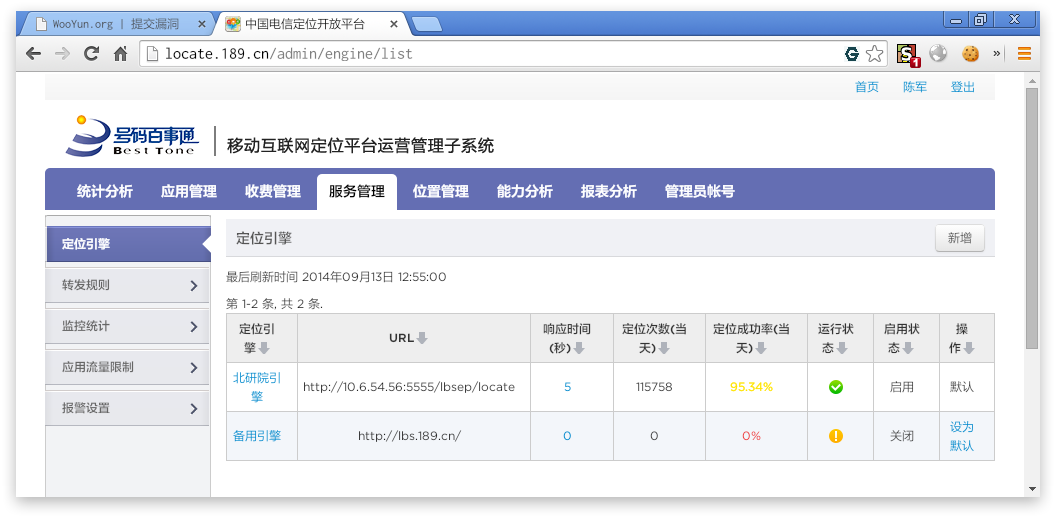 WooYun.org | 提交漏洞
中国电信定位开放平台
locate.189.cn/admin/engine/list
1
首页 陈军 登出
号码百事通
Best Tone
移动互联网定位平台运营管理子系统
统计分析 应用管理 收费管理 服务管理 位置管理 能力分析 报表分析 管理员帐号
定位引擎
转发规则
监控统计
应用流量限制
报警设置
定位引擎 新增
最后刷新时间 2014年09月13日 12:55:00
第 1-2 条, 共 2 条.
定位引擎 URL 响应时间(秒) 定位次数(当天) 定位成功率(当天) 运行状态 启用状态 操作
北研院引擎 http://10.6.54.56:5555/lbsep/locate 5 115758 95.34% 启用 默认
备用引擎 http://lbs.189.cn/ 0 0 0% 关闭 设为默认